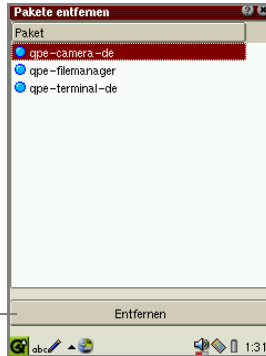 Pakete entfernen
Paket
qpe-camera-de
qpe-filemanager
qpe-terminal-de
Entfernen
abc 1:31